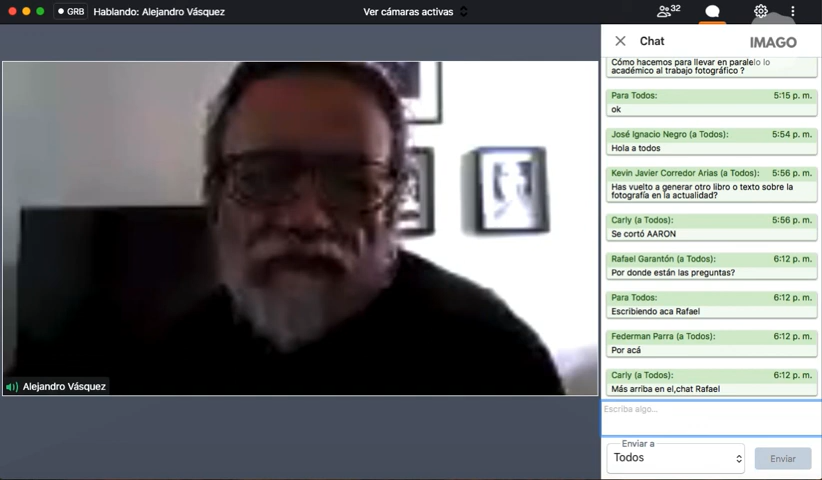 GRB
Hablando: Alejandro Vásquez
Ver cámaras activas
32
Chat
IMAGO
Cómo hacemos para llevar en paralelo lo
académico al trabajo fotográfico ?
Para Todos: 5:15 p. m.
ok
José Ignacio Negro (a Todos): 5:54 p. m.
Hola a todos
Kevin Javier Corredor Arias (a Todos): 5:56 p. m.
Has vuelto a generar otro libro o texto sobre la
fotografía en la actualidad?
Carly (a Todos): 5:56 p. m.
Se cortó AARON
Rafael Garantón (a Todos): 6:12 p. m.
Por donde están las preguntas?
Para Todos: 6:12 p. m.
Escribiendo aca Rafael
Federman Parra (a Todos): 6:12 p. m.
Por acá
Carly (a Todos): 6:12 p. m.
Más arriba en el,chat Rafael
Alejandro Vásquez
Escriba algo...
Enviar a
Todos
Enviar